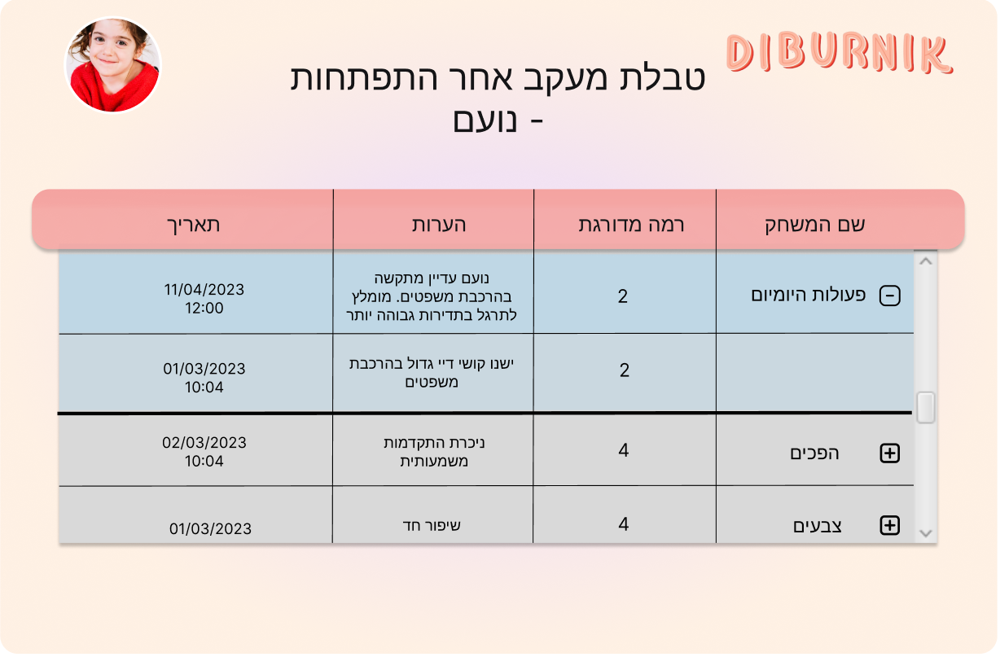 DIBURNIK
טבלת מעקב אחר התפתחות
- נועם
שם המשחק
רמה מדורגת
הערות
תאריך
פעולות היומיום
2
נועם עדיין מתקשה
בהרכבת משפטים. מומלץ
לתרגל בתדירות גבוהה יותר
11/04/2023
12:00
2
ישנו קושי דיי גדול בהרכבת
משפטים
01/03/2023
10:04
הפכים
4
ניכרת התקדמות
משמעותית
02/03/2023
10:04
צבעים
4
שיפור חד
01/03/2023